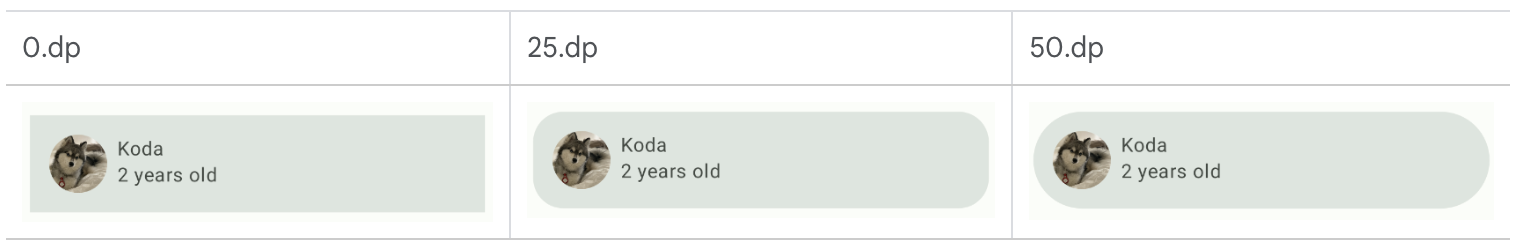 0.dp
25.dp
50.dp
Koda
2 years old
Koda
2 years old
Koda
2 years old